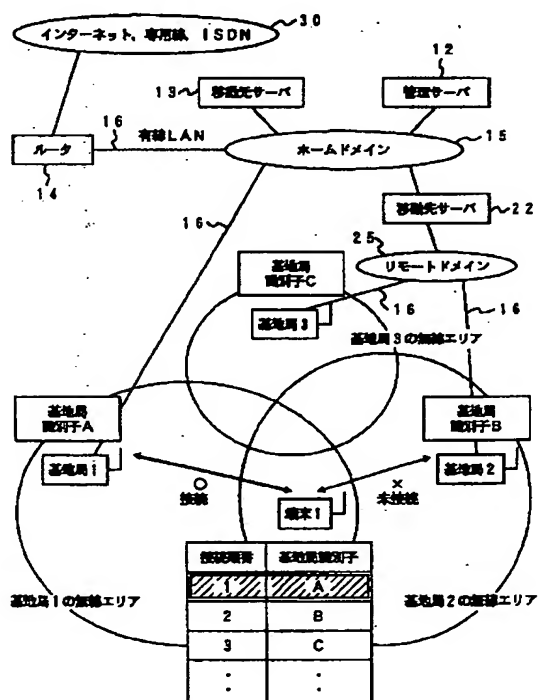 インターネット、専用線、ISDN
30
13
移動先サーバ
12
管理サーバ
15
ホームドメイン
16
有線LAN
ルータ
14
移動先サーバ
22
25
リモートドメイン
16
基地局
識別子C
基地局3
16
16
基地局3の無線エリア
基地局
識別子A
基地局1
基地局
識別子B
基地局2
○
接続
×
未接続
端末1
接続順番 基地局識別子
1 A
2 B
3 C
: :
基地局1の無線エリア
基地局2の無線エリア